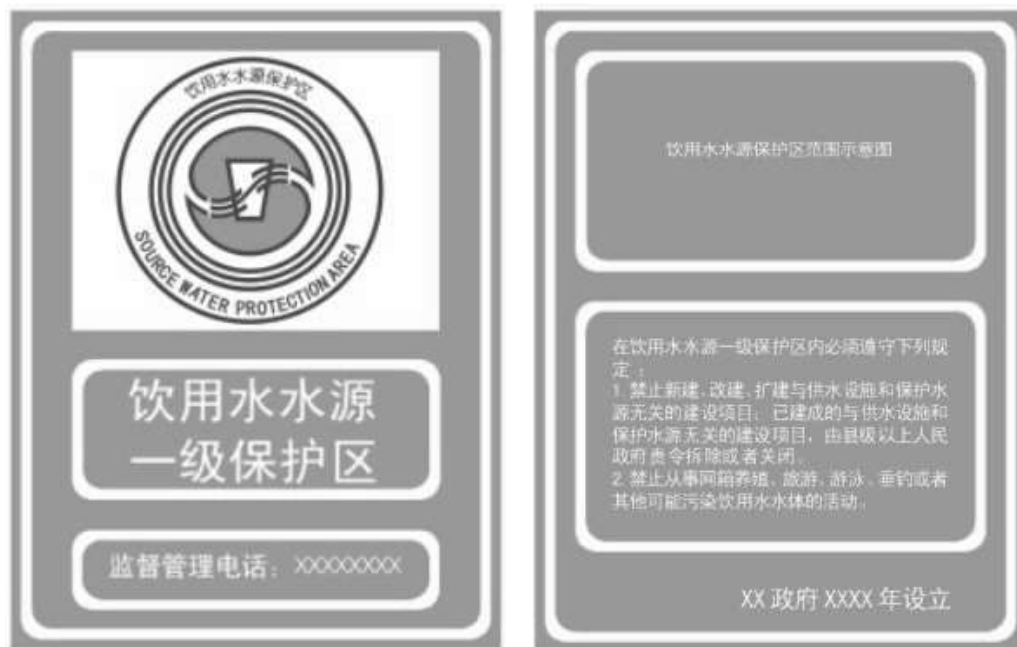 饮用水水源保护区
SOURCE WATER PROTECTION AREA
饮用水水源
一级保护区
监督管理电话：XXXXXXXX
饮用水水源保护区范围示意图
在饮用水水源一级保护区内必须遵守下列规
定：
1.禁止新建、改建、扩建与供水设施和保护水
源无关的建设项目；已建成的与供水设施和
保护水源无关的建设项目，由县级以上人民
政府责令拆除或者关闭。
2.禁止从事网箱养殖、旅游、游泳、垂钓或者
其他可能污染饮用水水体的活动。
XX 政府 XXXX 年设立